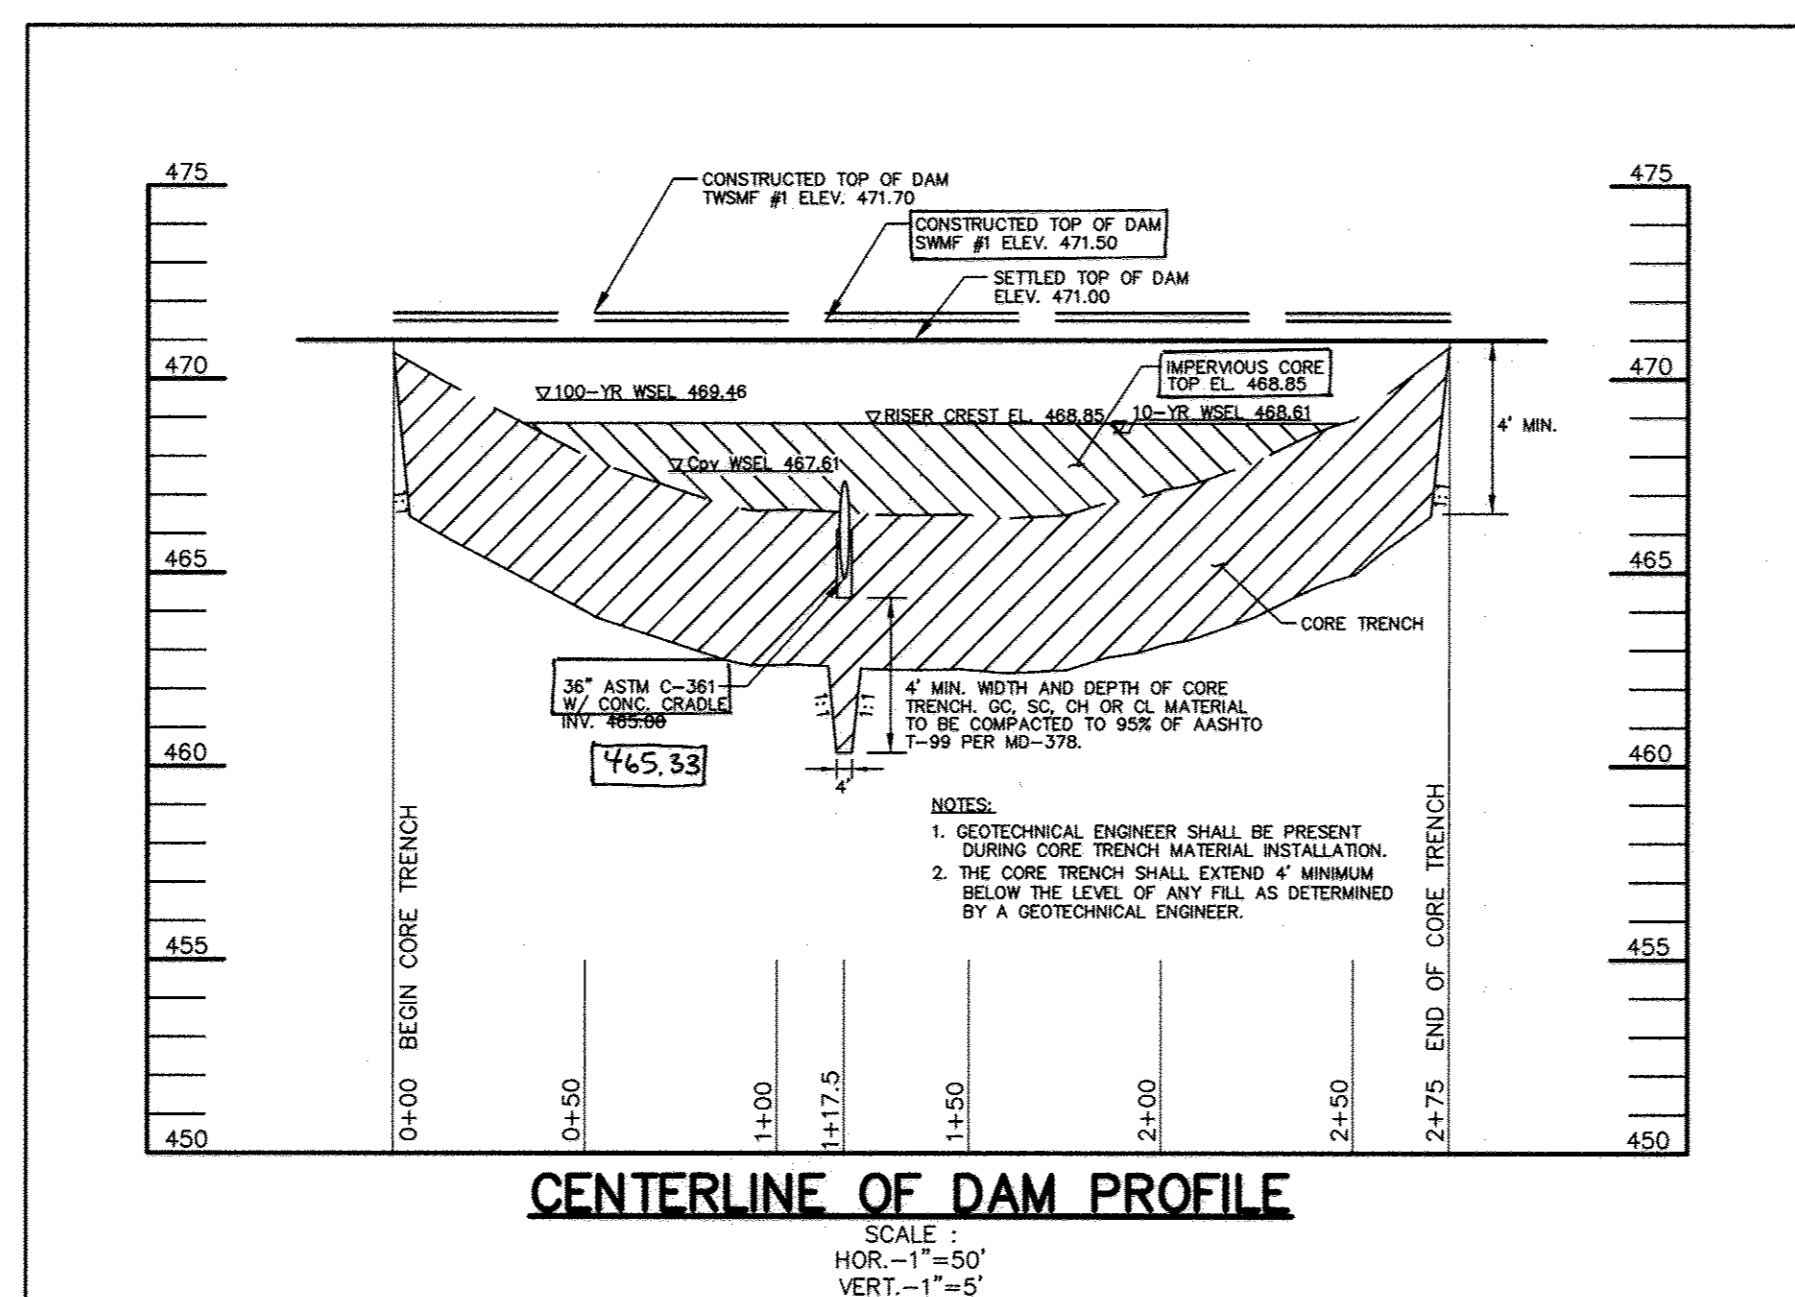 475
475
CONSTRUCTED TOP OF DAM
TWSMF #1 ELEV. 471.70
CONSTRUCTED TOP OF DAM
SWMF #1 ELEV. 471.50
SETTLED TOP OF DAM
ELEV. 471.00
470
470
100-YR WSEL 469.46
IMPERVIOUS CORE
TOP EL. 468.85
RISER CREST EL. 468.85
10-YR WSEL 468.61
4' MIN.
Cpv WSEL 467.61
465
465
CORE TRENCH
36" ASTM C-361
W/ CONC. CRADLE
INV. 465.00
465.33
4' MIN. WIDTH AND DEPTH OF CORE
TRENCH. GC, SC, CH OR CL MATERIAL
TO BE COMPACTED TO 95% OF AASHTO
T-99 PER MD-378.
460
460
4'
NOTES:
1. GEOTECHNICAL ENGINEER SHALL BE PRESENT
DURING CORE TRENCH MATERIAL INSTALLATION.
2. THE CORE TRENCH SHALL EXTEND 4' MINIMUM
BELOW THE LEVEL OF ANY FILL AS DETERMINED
BY A GEOTECHNICAL ENGINEER.
455
455
450
450
0+00 BEGIN CORE TRENCH
0+50
1+00
1+17.5
1+50
2+00
2+50
2+75 END OF CORE TRENCH
CENTERLINE OF DAM PROFILE
SCALE :
HOR.-1"=50'
VERT.-1"=5'